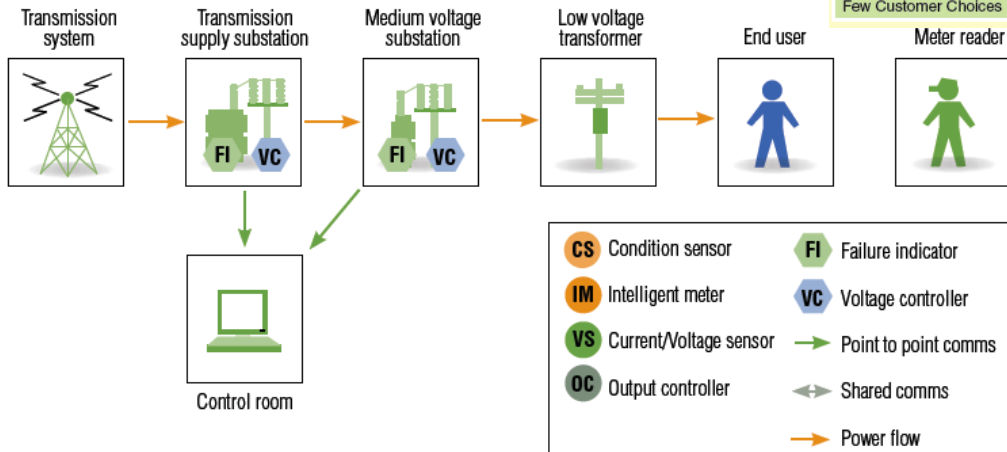 Few Customer Choices
Transmission
system
Transmission
supply substation
Medium voltage
substation
Low voltage
transformer
End user
Meter reader
FI
VC
FI
VC
Control room
CS Condition sensor
IM Intelligent meter
VS Current/Voltage sensor
OC Output controller
FI Failure indicator
VC Voltage controller
Point to point comms
Shared comms
Power flow